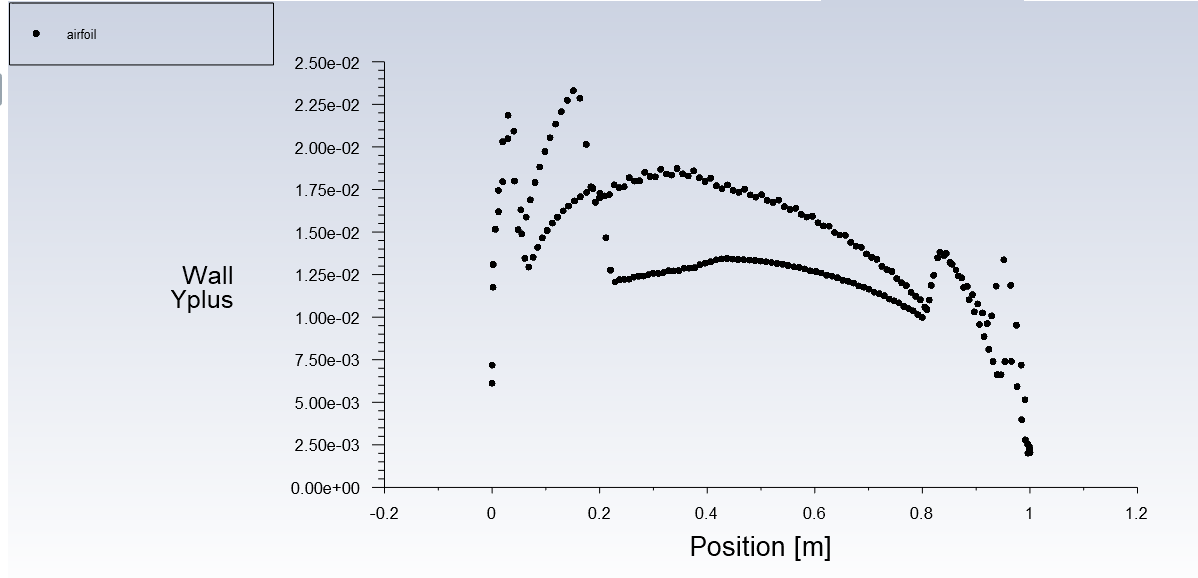 airfoil
2.50e-02
2.25e-02
2.00e-02
1.75e-02
1.50e-02
Wall
Yplus
1.25e-02
1.00e-02
7.50e-03
5.00e-03
2.50e-03
0.00e+00
-0.2
0
0.2
0.4
0.6
0.8
1
1.2
Position [m]